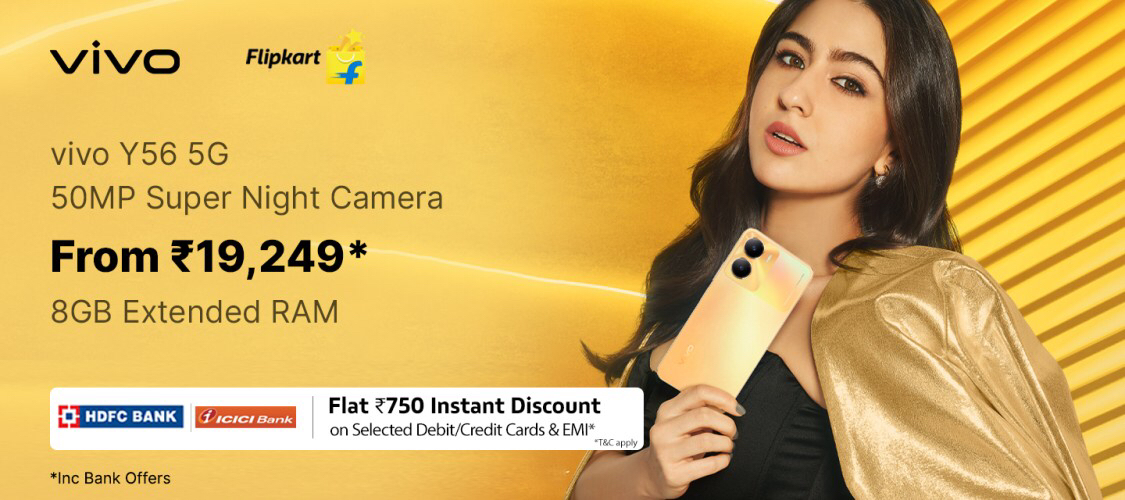 vivo
Flipkart
vivo Y56 5G
50MP Super Night Camera
From ₹19,249*
8GB Extended RAM
HDFC BANK
ICICI Bank
Flat ₹750 Instant Discount
on Selected Debit/Credit Cards & EMI*
*T&C apply
*Inc Bank Offers
vivo